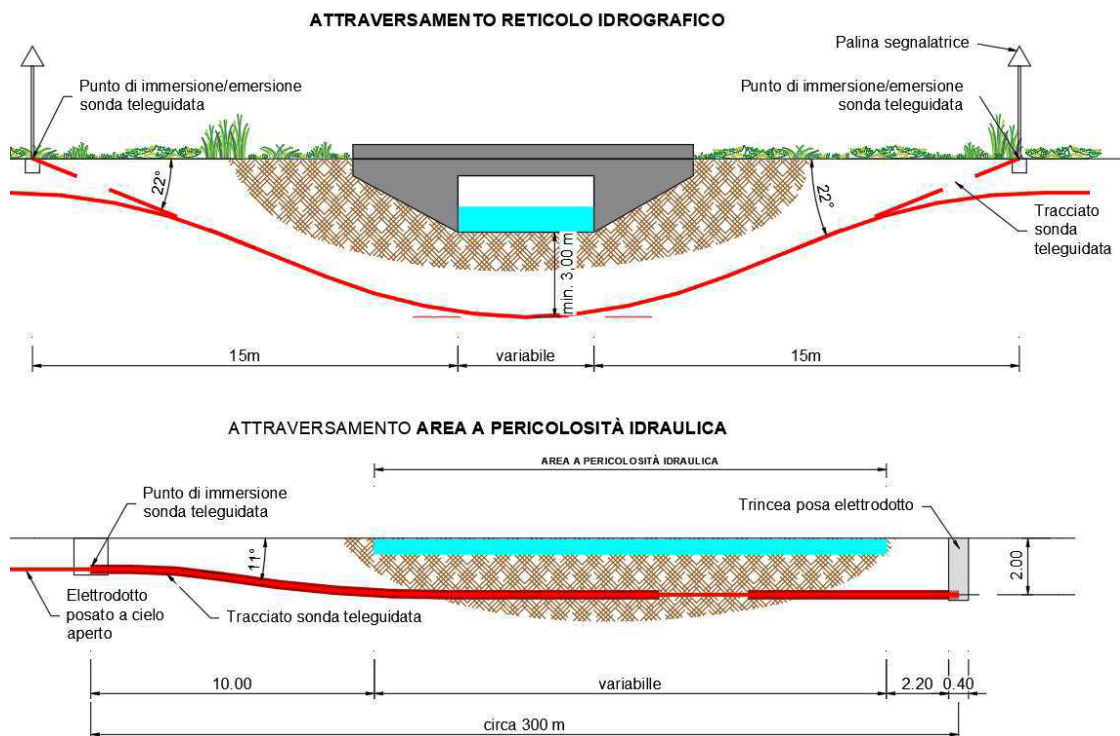 ATTRAVERSAMENTO RETICOLO IDROGRAFICO
Palina segnalatrice
Punto di immersione/emersione
sonda teleguidata
Punto di immersione/emersione
sonda teleguidata
22°
22°
Tracciato
sonda
teleguidata
min. 3,00 m
15m
variabile
15m
ATTRAVERSAMENTO AREA A PERICOLOSITÀ IDRAULICA
AREA A PERICOLOSITÀ IDRAULICA
Punto di immersione
sonda teleguidata
Trincea posa elettrodotto
11°
2.00
Elettrodotto
posato a cielo
aperto
Tracciato sonda teleguidata
10.00
variabille
2.20
0.40
circa 300 m